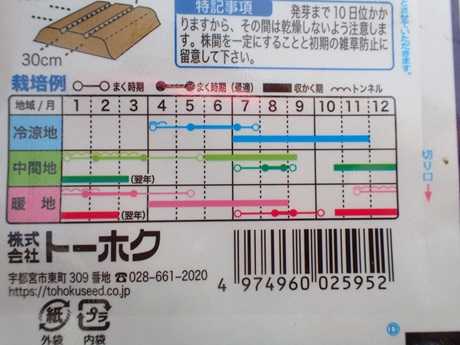 特記事項
発芽まで10日位かか
りますから、その間は乾燥しないよう注意しま
す。株間を一定にすることと初期の雑草防止に
留意して下さい。
30cm
栽培例
まく時期
まく時期(最適)
収かく期
トンネル
地域/月 1 2 3 4 5 6 7 8 9 10 11 12
冷涼地
中間地
(翌年)
暖地
(翌年)
切り口
株式会社 トーホク
宇都宮市東町309番地 ☎028-661-2020
https://tohokuseed.co.jp
紙
外袋
プラ
内袋
4 974960 025952